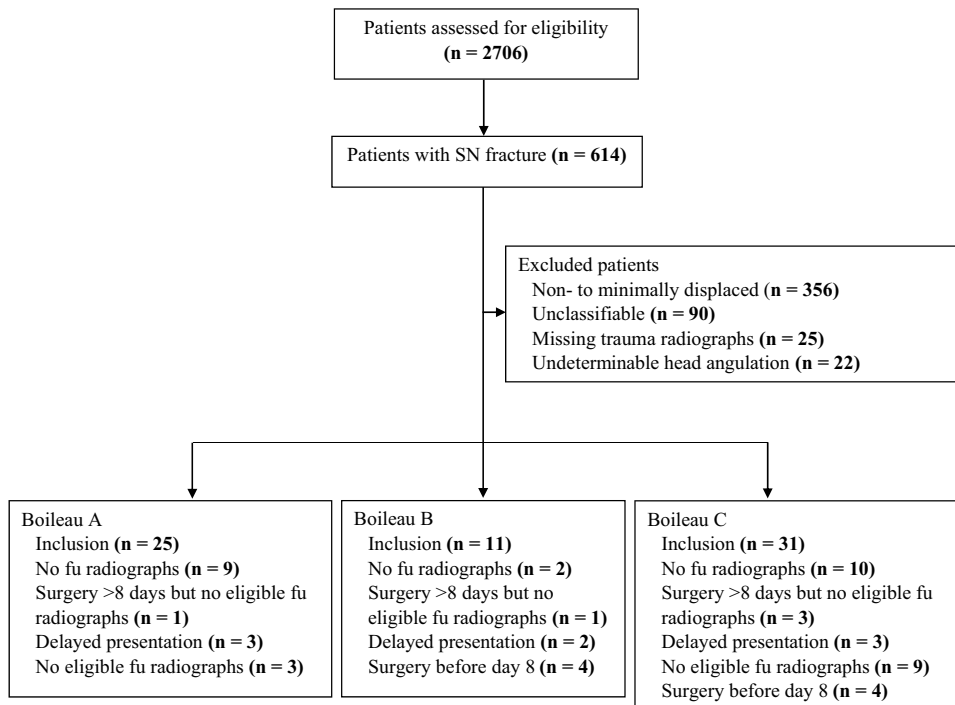 Patients assessed for eligibility
(n = 2706)
Patients with SN fracture (n = 614)
Excluded patients
Non- to minimally displaced (n = 356)
Unclassifiable (n = 90)
Missing trauma radiographs (n = 25)
Undeterminable head angulation (n = 22)
Boileau A
Inclusion (n = 25)
No fu radiographs (n = 9)
Surgery >8 days but no eligible fu
radiographs (n = 1)
Delayed presentation (n = 3)
No eligible fu radiographs (n = 3)
Boileau B
Inclusion (n = 11)
No fu radiographs (n = 2)
Surgery >8 days but no
eligible fu radiographs (n = 1)
Delayed presentation (n = 2)
Surgery before day 8 (n = 4)
Boileau C
Inclusion (n = 31)
No fu radiographs (n = 10)
Surgery >8 days but no eligible fu
radiographs (n = 3)
Delayed presentation (n = 3)
No eligible fu radiographs (n = 9)
Surgery before day 8 (n = 4)